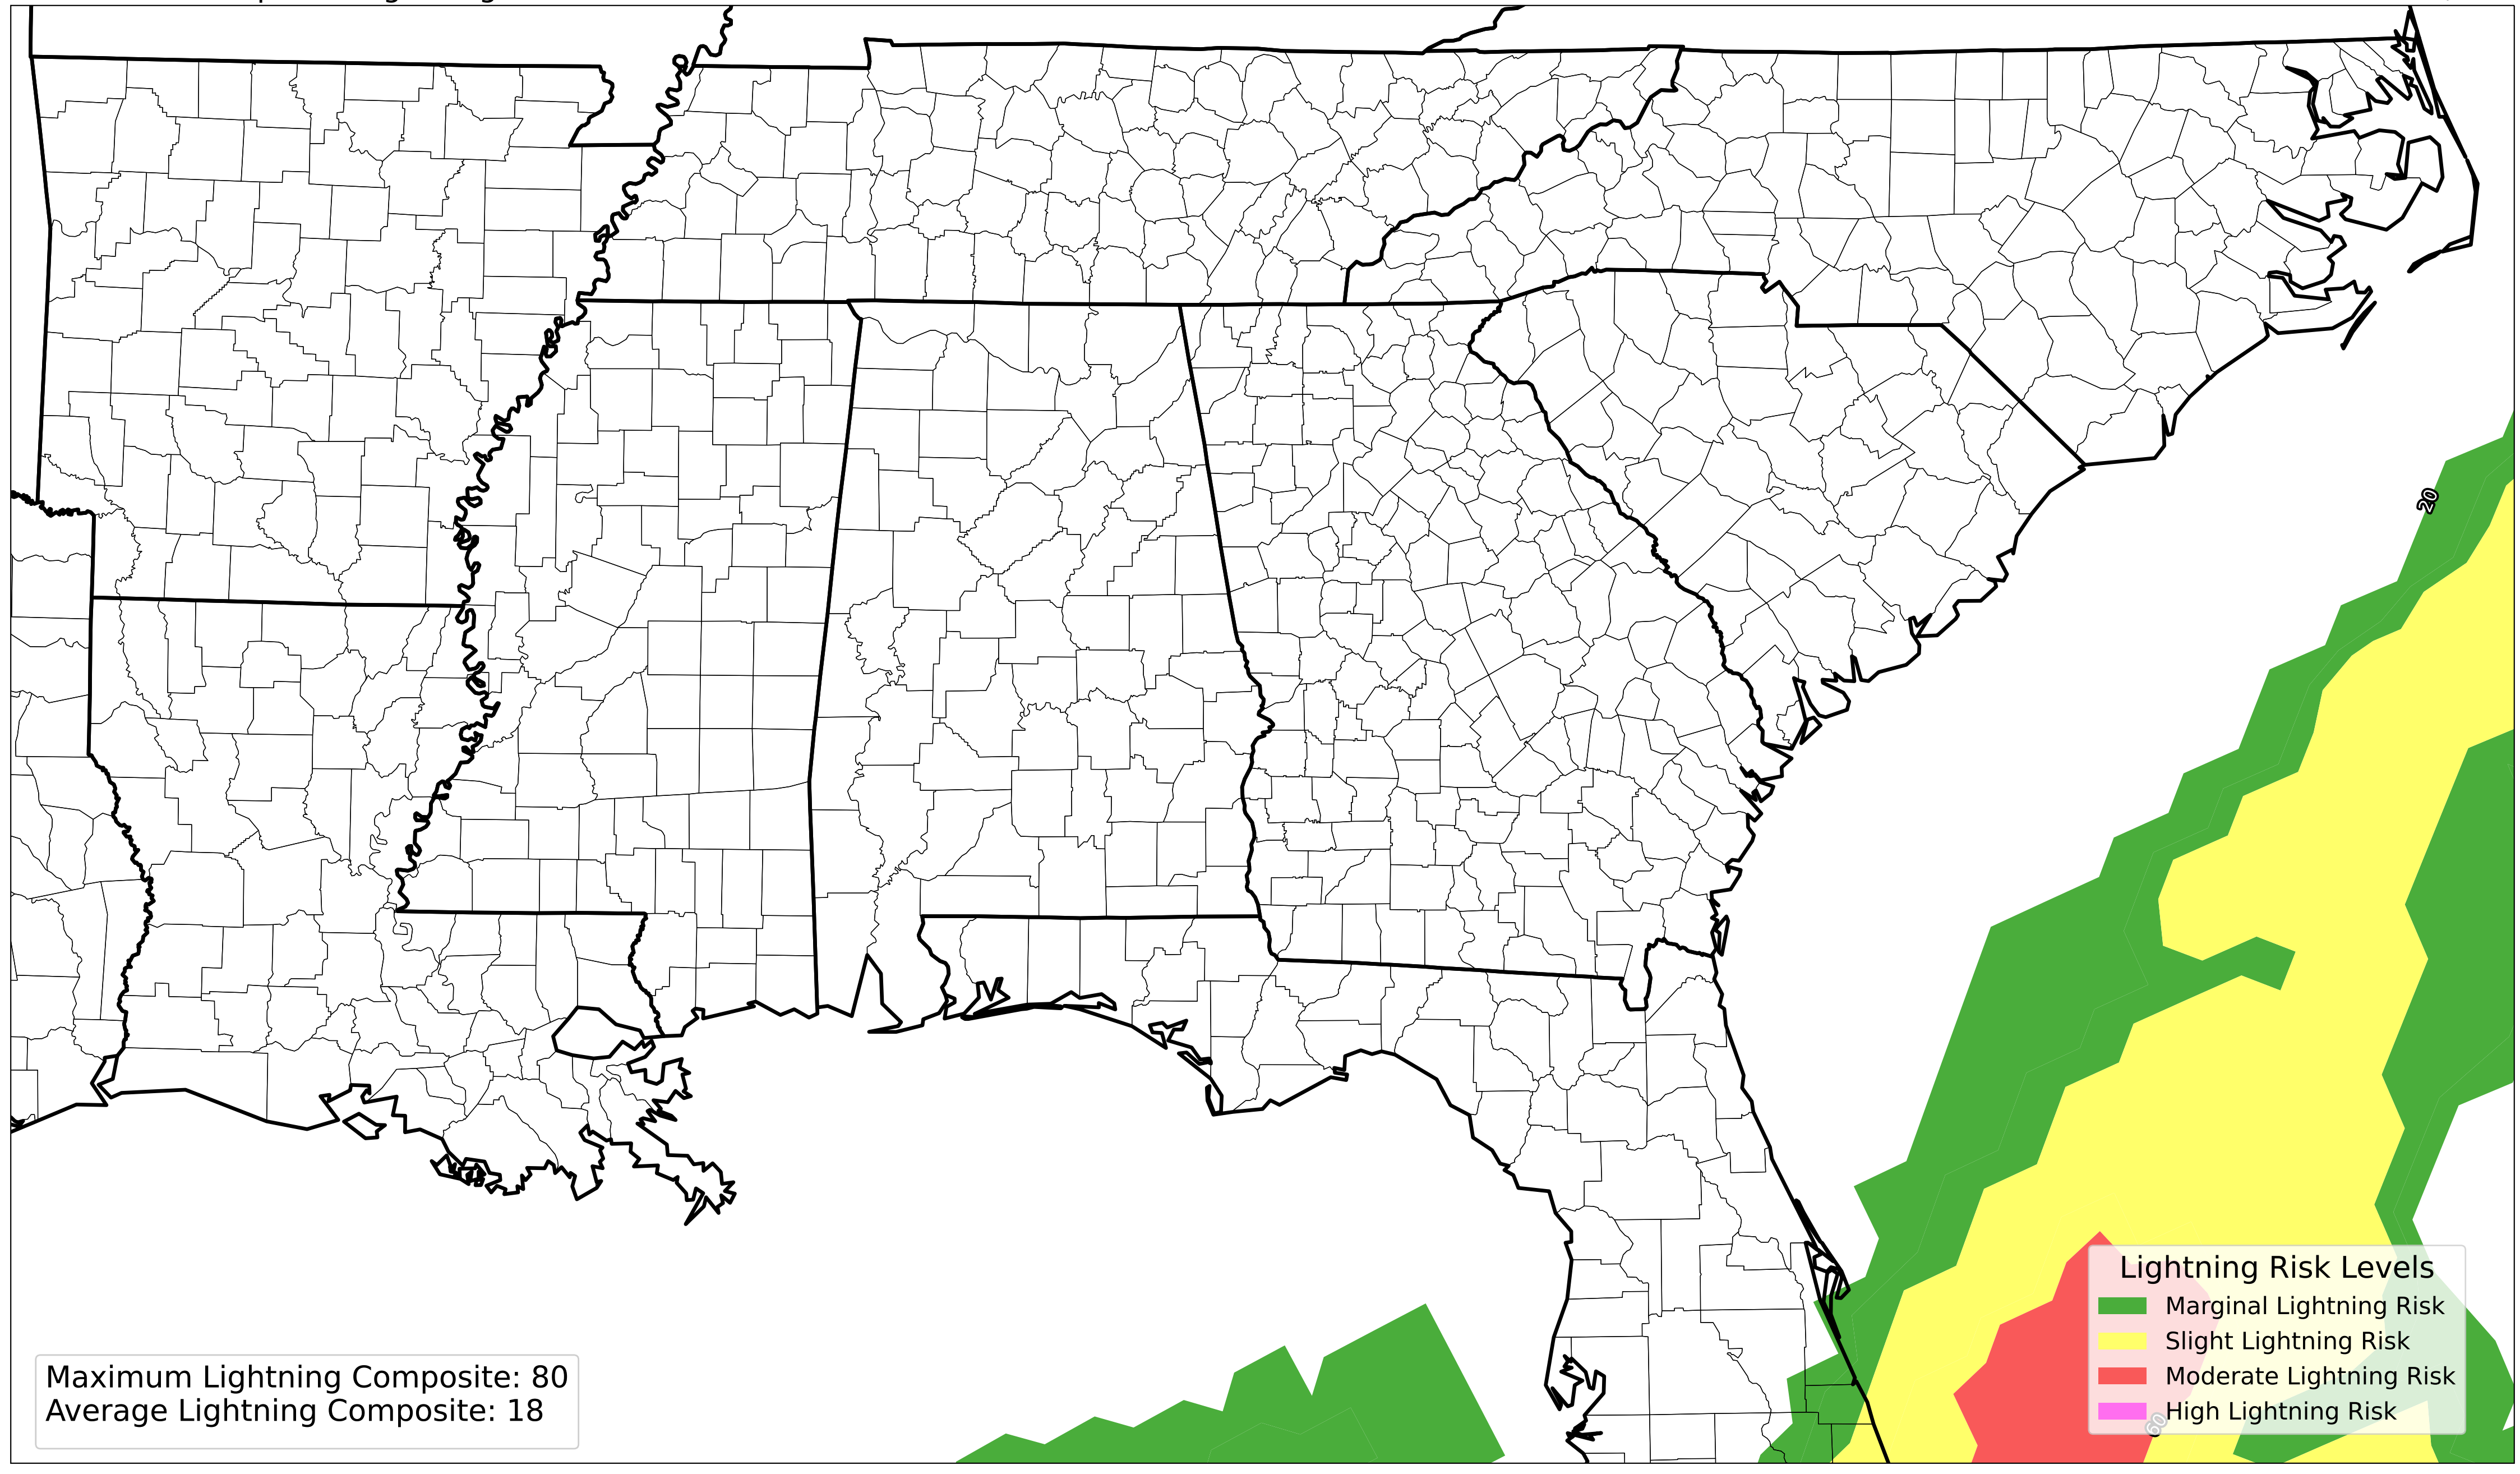 20
Lightning Risk Levels
Marginal Lightning Risk
Slight Lightning Risk
Moderate Lightning Risk
High Lightning Risk
60
Maximum Lightning Composite: 80
Average Lightning Composite: 18